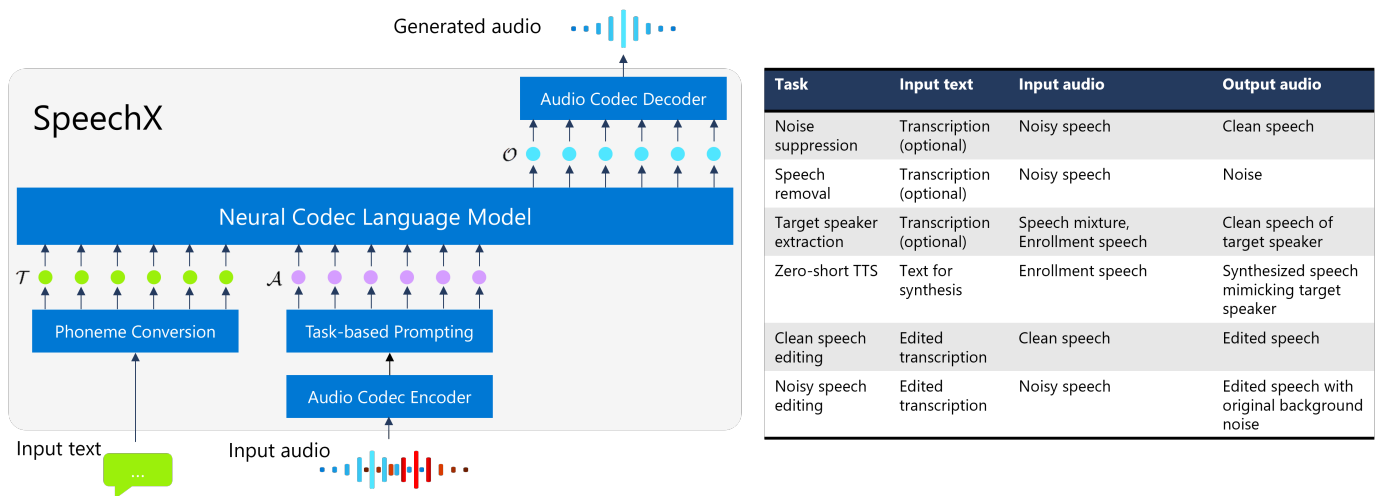 Generated audio
SpeechX
Audio Codec Decoder
𝒪
Neural Codec Language Model
𝒯
𝒜
Phoneme Conversion
Task-based Prompting
Audio Codec Encoder
Input text
Input audio
...
Task Input text Input audio Output audio
Noise Transcription Noisy speech Clean speech
suppression (optional)
Speech Transcription Noisy speech Noise
removal (optional)
Target speaker Transcription Speech mixture, Clean speech of
extraction (optional) Enrollment speech target speaker
Zero-short TTS Text for Enrollment speech Synthesized speech
synthesis mimicking target
speaker
Clean speech Edited Clean speech Edited speech
editing transcription
Noisy speech Edited Noisy speech Edited speech with
editing transcription original background
noise